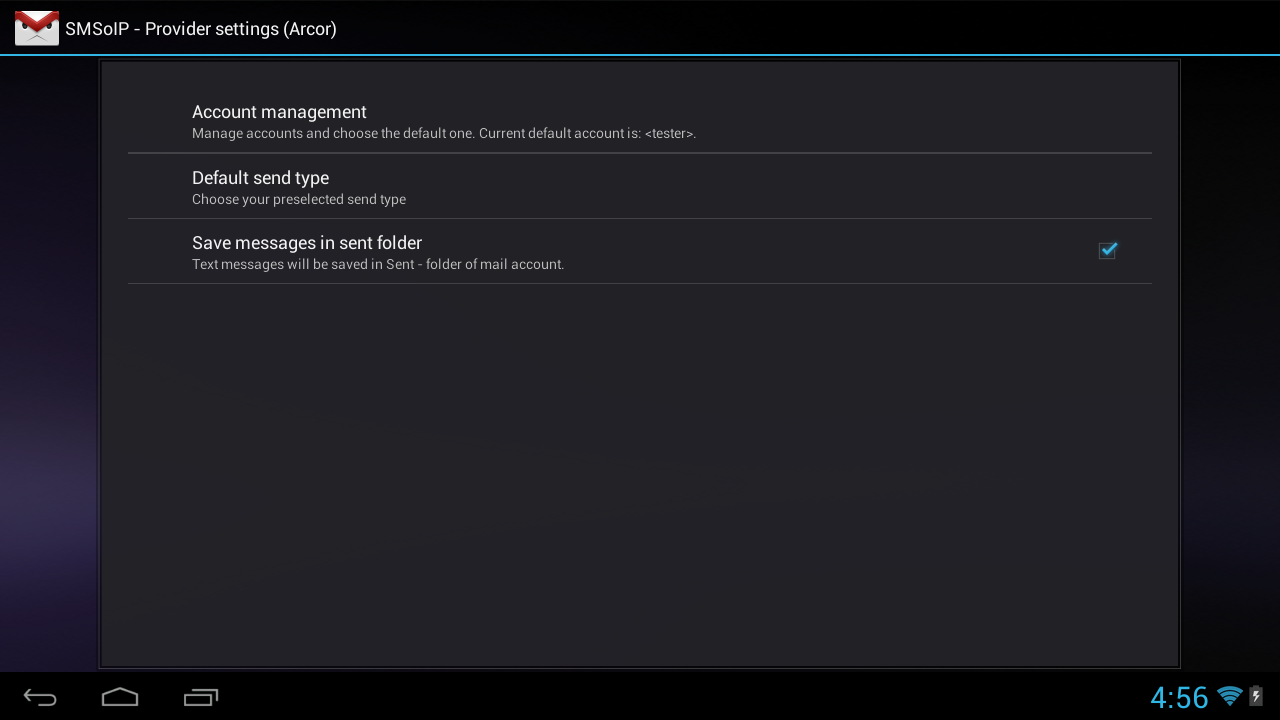 SMSoIP - Provider settings (Arcor)
Account management
Manage accounts and choose the default one. Current default account is: <tester>.
Default send type
Choose your preselected send type
Save messages in sent folder
Text messages will be saved in Sent - folder of mail account.
4:56